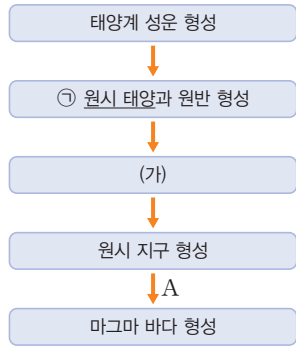 태양계 성운 형성
㉠ 원시 태양과 원반 형성
(가)
원시 지구 형성
A
마그마 바다 형성